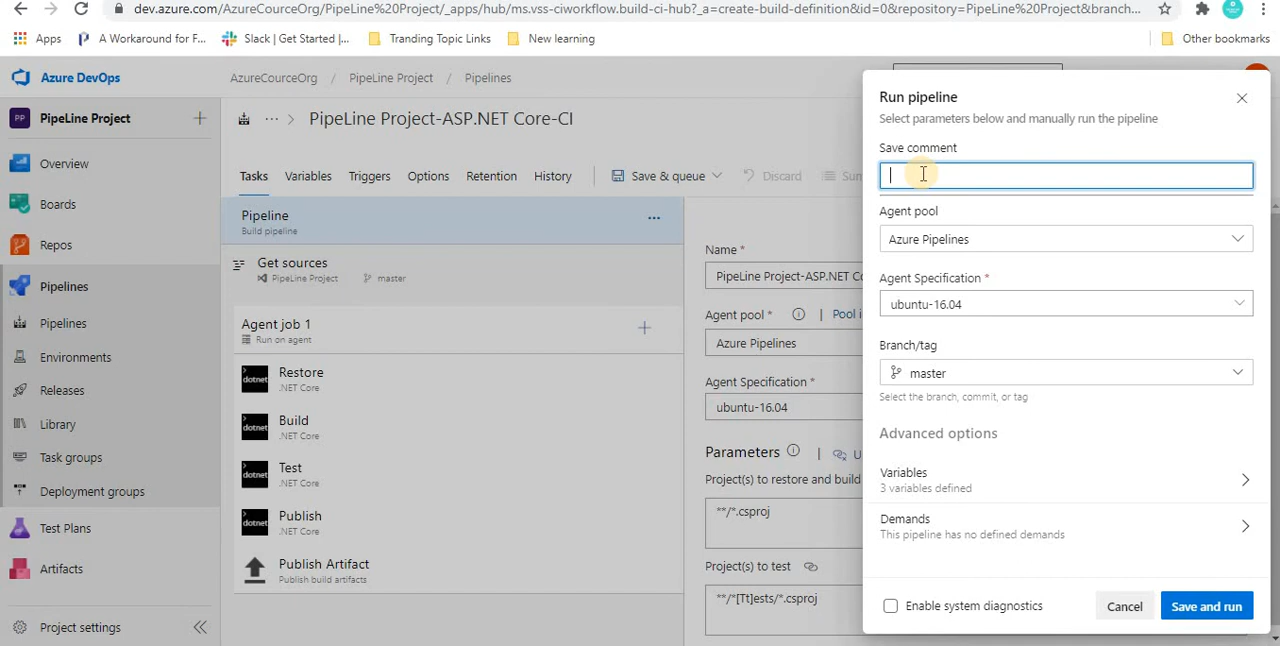 dev.azure.com/AzureCourceOrg/PipeLine%20Project/_apps/hub/ms.vss-ciworkflow.build-ci-hub?_a=create-build-definition&id=0&repository=PipeLine%20Project&branch...
Apps
A Workaround for F...
Slack | Get Started |...
Tranding Topic Links
New learning
Other bookmarks
Azure DevOps
AzureCourceOrg / PipeLine Project / Pipelines
PP PipeLine Project
Overview
Boards
Repos
Pipelines
Pipelines
Environments
Releases
Library
Task groups
Deployment groups
Test Plans
Artifacts
Project settings
PipeLine Project-ASP.NET Core-CI
Tasks Variables Triggers Options Retention History
Save & queue
Discard
Sum
Pipeline
Build pipeline
Get sources
PipeLine Project master
Agent job 1
Run on agent
dotnet
Restore
.NET Core
dotnet
Build
.NET Core
dotnet
Test
.NET Core
dotnet
Publish
.NET Core
Publish Artifact
Publish build artifacts
Name *
PipeLine Project-ASP.NET Co
Agent pool * | Pool i
Azure Pipelines
Agent Specification *
ubuntu-16.04
Parameters | U
Project(s) to restore and build
**/*.csproj
Project(s) to test
**/*[Tt]ests/*.csproj
Run pipeline
Select parameters below and manually run the pipeline
Save comment
Agent pool
Azure Pipelines
Agent Specification *
ubuntu-16.04
Branch/tag
master
Select the branch, commit, or tag
Advanced options
Variables
3 variables defined
Demands
This pipeline has no defined demands
Enable system diagnostics
Cancel
Save and run